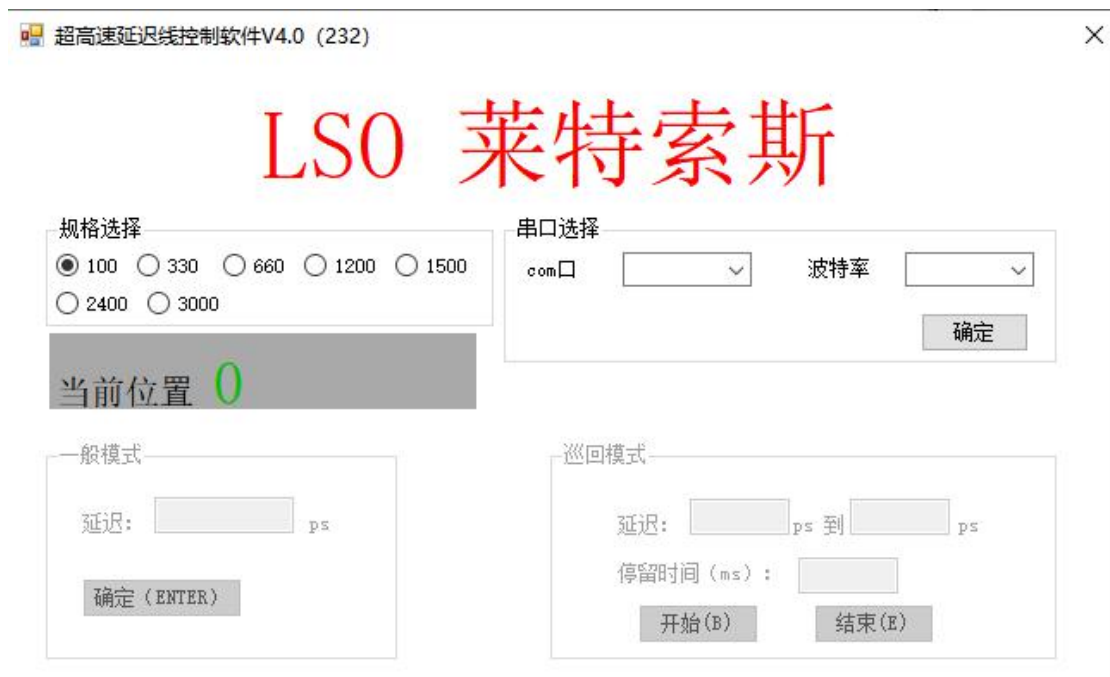 超高速延迟线控制软件V4.0（232）
LSO 莱特索斯
规格选择
100 330 660 1200 1500
2400 3000
串口选择
com口 波特率
确定
当前位置 0
一般模式
延迟： ps
确定（ENTER）
巡回模式
延迟： ps 到 ps
停留时间（ms）：
开始(B) 结束(E)